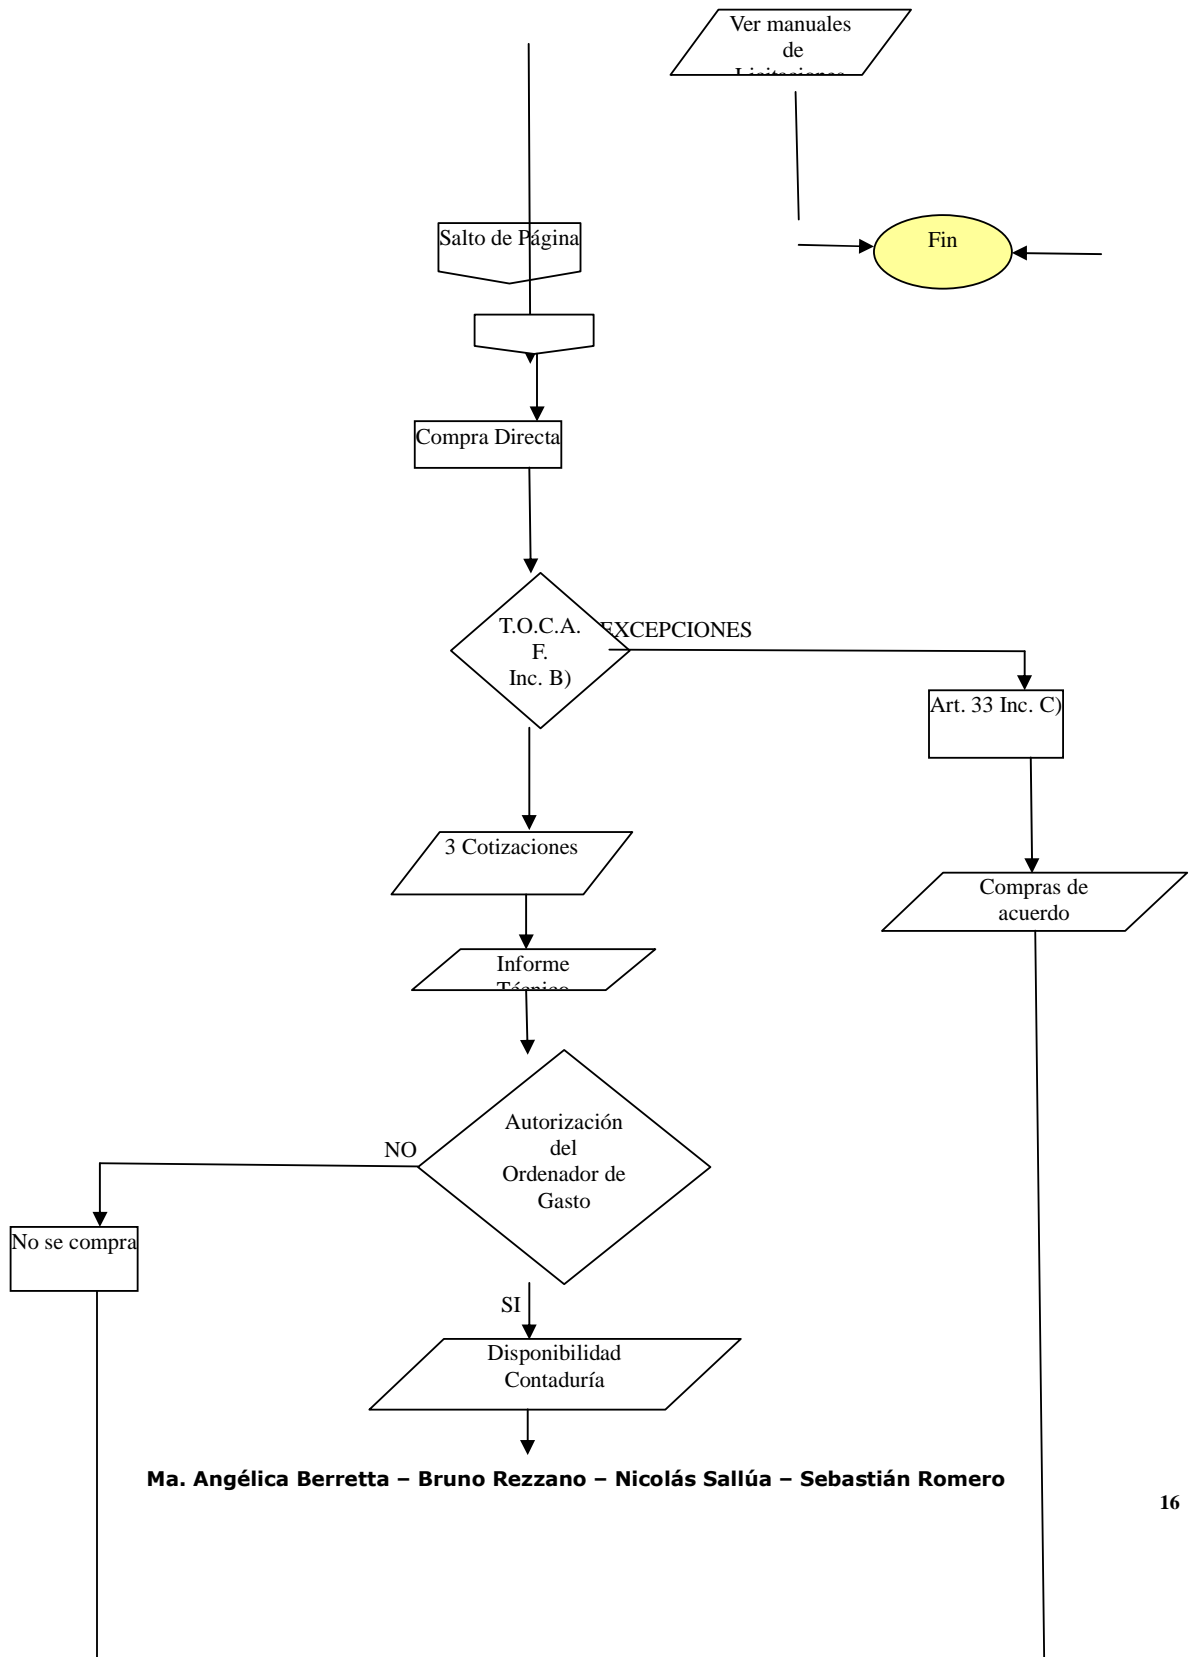 Ver manuales
de
Licitaciones
Salto de Página
Fin
Compra Directa
T.O.C.A.
F.
Inc. B)
EXCEPCIONES
Art. 33 Inc. C)
3 Cotizaciones
Compras de
acuerdo
Informe
Técnico
Autorización
del
Ordenador de
Gasto
NO
No se compra
SI
Disponibilidad
Contaduría
Ma. Angélica Berretta – Bruno Rezzano – Nicolás Sallúa – Sebastián Romero
16